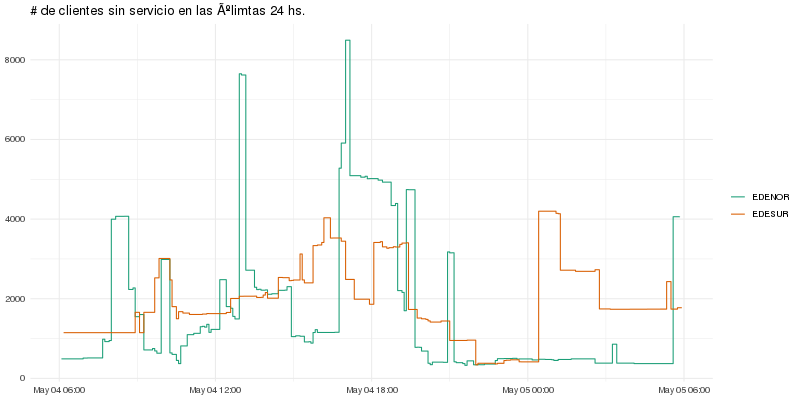 # de clientes sin servicio en las Ãºlimtas 24 hs.
8000
6000
4000
2000
0
May 04 06:00
May 04 12:00
May 04 18:00
May 05 00:00
May 05 06:00
EDENOR
EDESUR